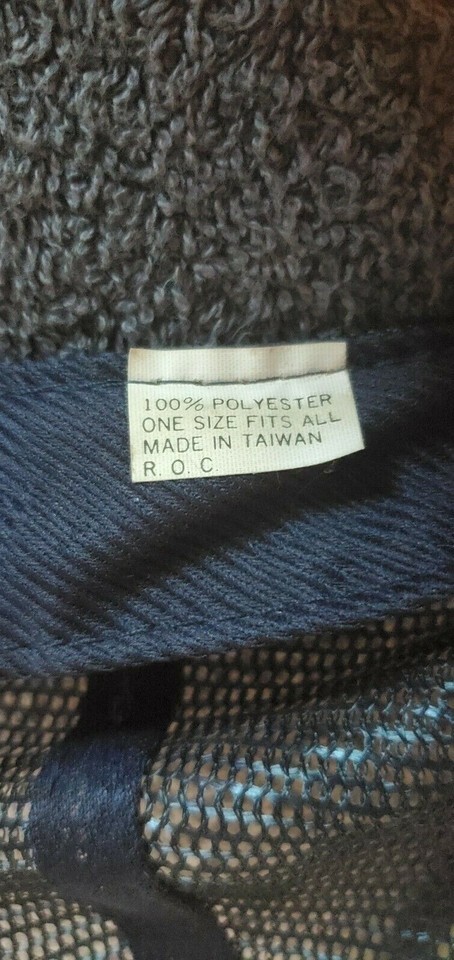 100% POLYESTER
ONE SIZE FITS ALL
MADE IN TAIWAN
R. O. C.